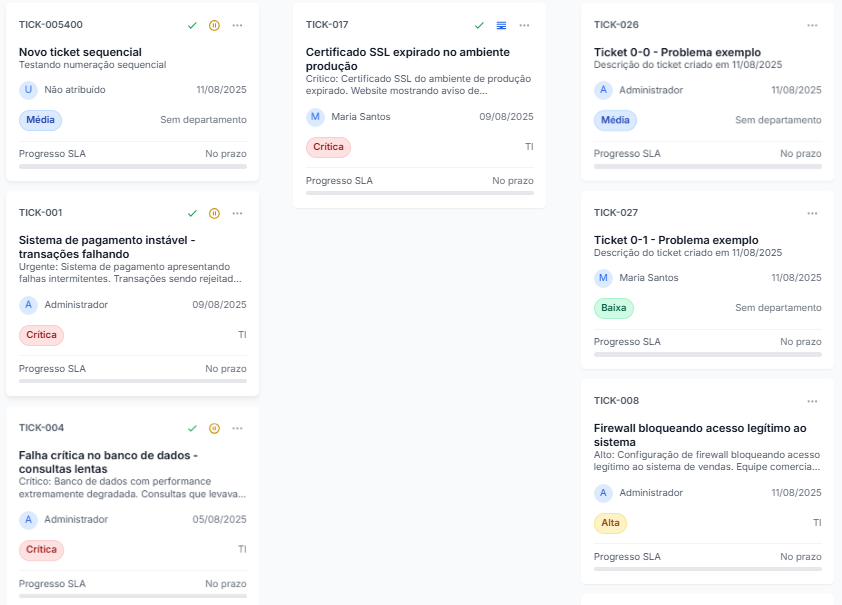 TICK-005400
Novo ticket sequencial
Testando numeração sequencial
U Não atribuído 11/08/2025
Média Sem departamento
Progresso SLA No prazo
TICK-001
Sistema de pagamento instável -
transações falhando
Urgente: Sistema de pagamento apresentando
falhas intermitentes. Transações sendo rejeitad...
A Administrador 09/08/2025
Crítica TI
Progresso SLA No prazo
TICK-004
Falha crítica no banco de dados -
consultas lentas
Crítico: Banco de dados com performance
extremamente degradada. Consultas que levava...
A Administrador 05/08/2025
Crítica TI
Progresso SLA No prazo
TICK-017
Certificado SSL expirado no ambiente
produção
Crítico: Certificado SSL do ambiente de produção
expirado. Website mostrando aviso de...
M Maria Santos 09/08/2025
Crítica TI
Progresso SLA No prazo
TICK-026
Ticket 0-0 - Problema exemplo
Descrição do ticket criado em 11/08/2025
A Administrador 11/08/2025
Média Sem departamento
Progresso SLA No prazo
TICK-027
Ticket 0-1 - Problema exemplo
Descrição do ticket criado em 11/08/2025
M Maria Santos 11/08/2025
Baixa Sem departamento
Progresso SLA No prazo
TICK-008
Firewall bloqueando acesso legítimo ao
sistema
Alto: Configuração de firewall bloqueando acesso
legítimo ao sistema de vendas. Equipe comercia...
A Administrador 11/08/2025
Alta TI
Progresso SLA No prazo